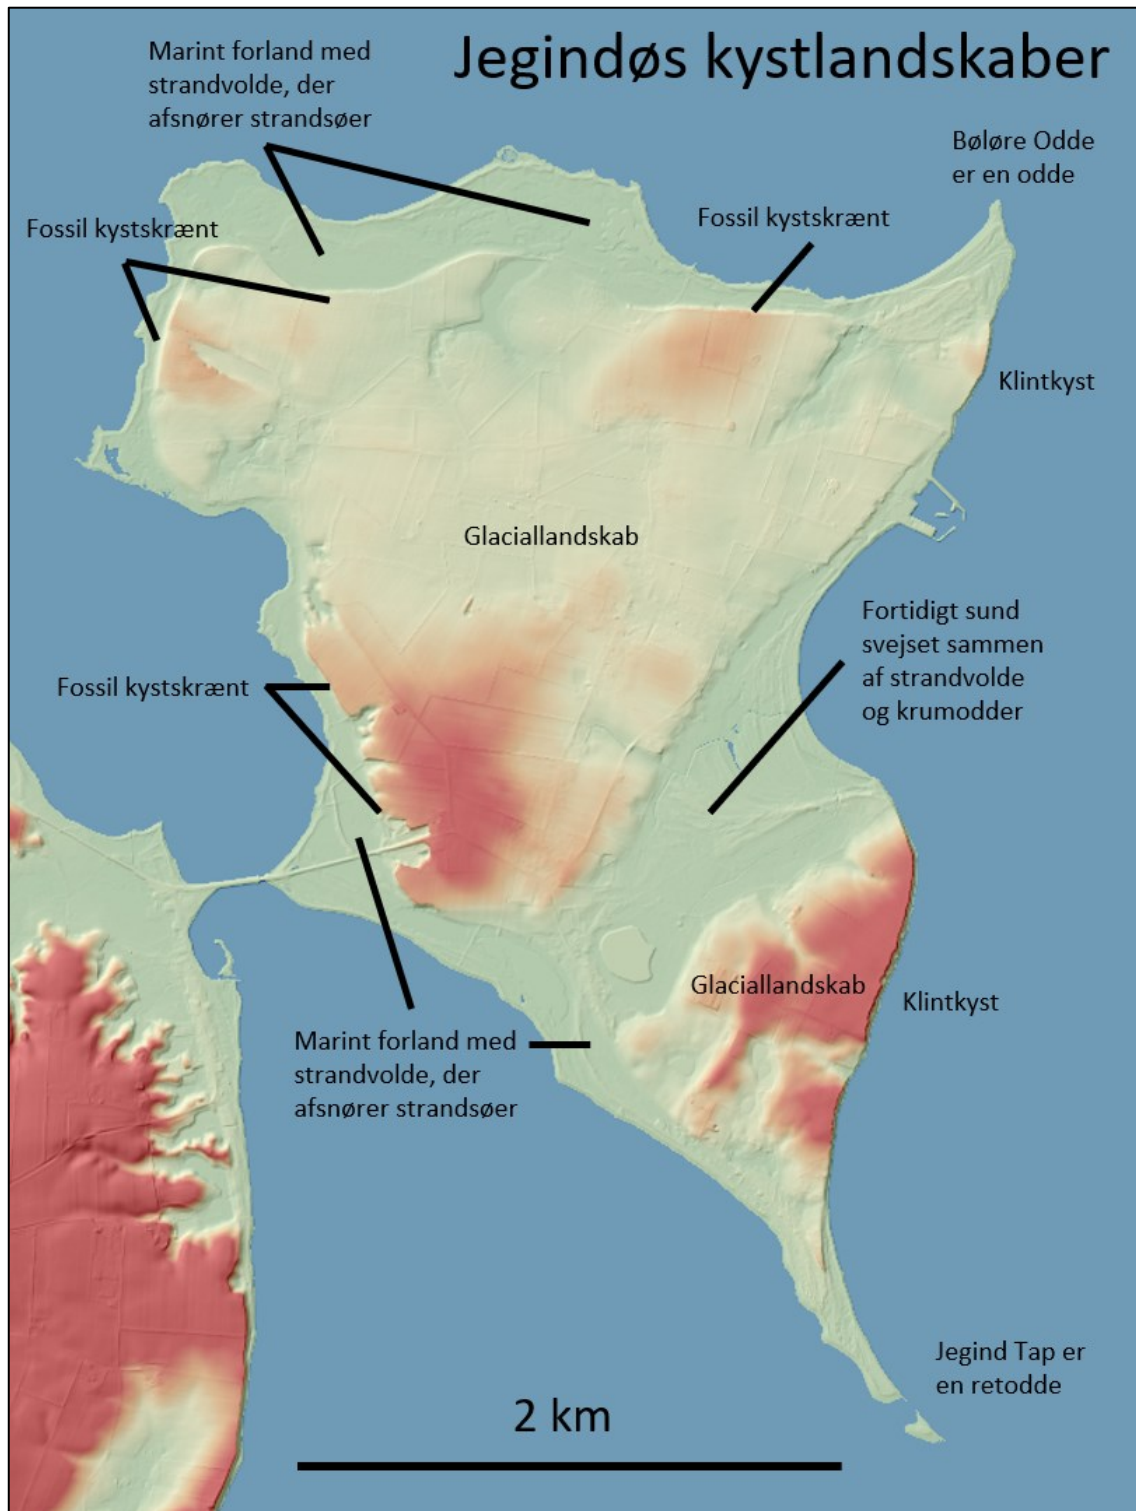 Jegindøs kystlandskaber
Marint forland med
strandvolde, der
afsnører strandsøer
Bøløre Odde
er en odde
Fossil kystskrænt
Fossil kystskrænt
Klintkyst
Glaciallandskab
Fortidigt sund
svejset sammen
af strandvolde
og krumodder
Fossil kystskrænt
Glaciallandskab
Klintkyst
Marint forland med
strandvolde, der
afsnører strandsøer
Jegind Tap er
en retodde
2 km